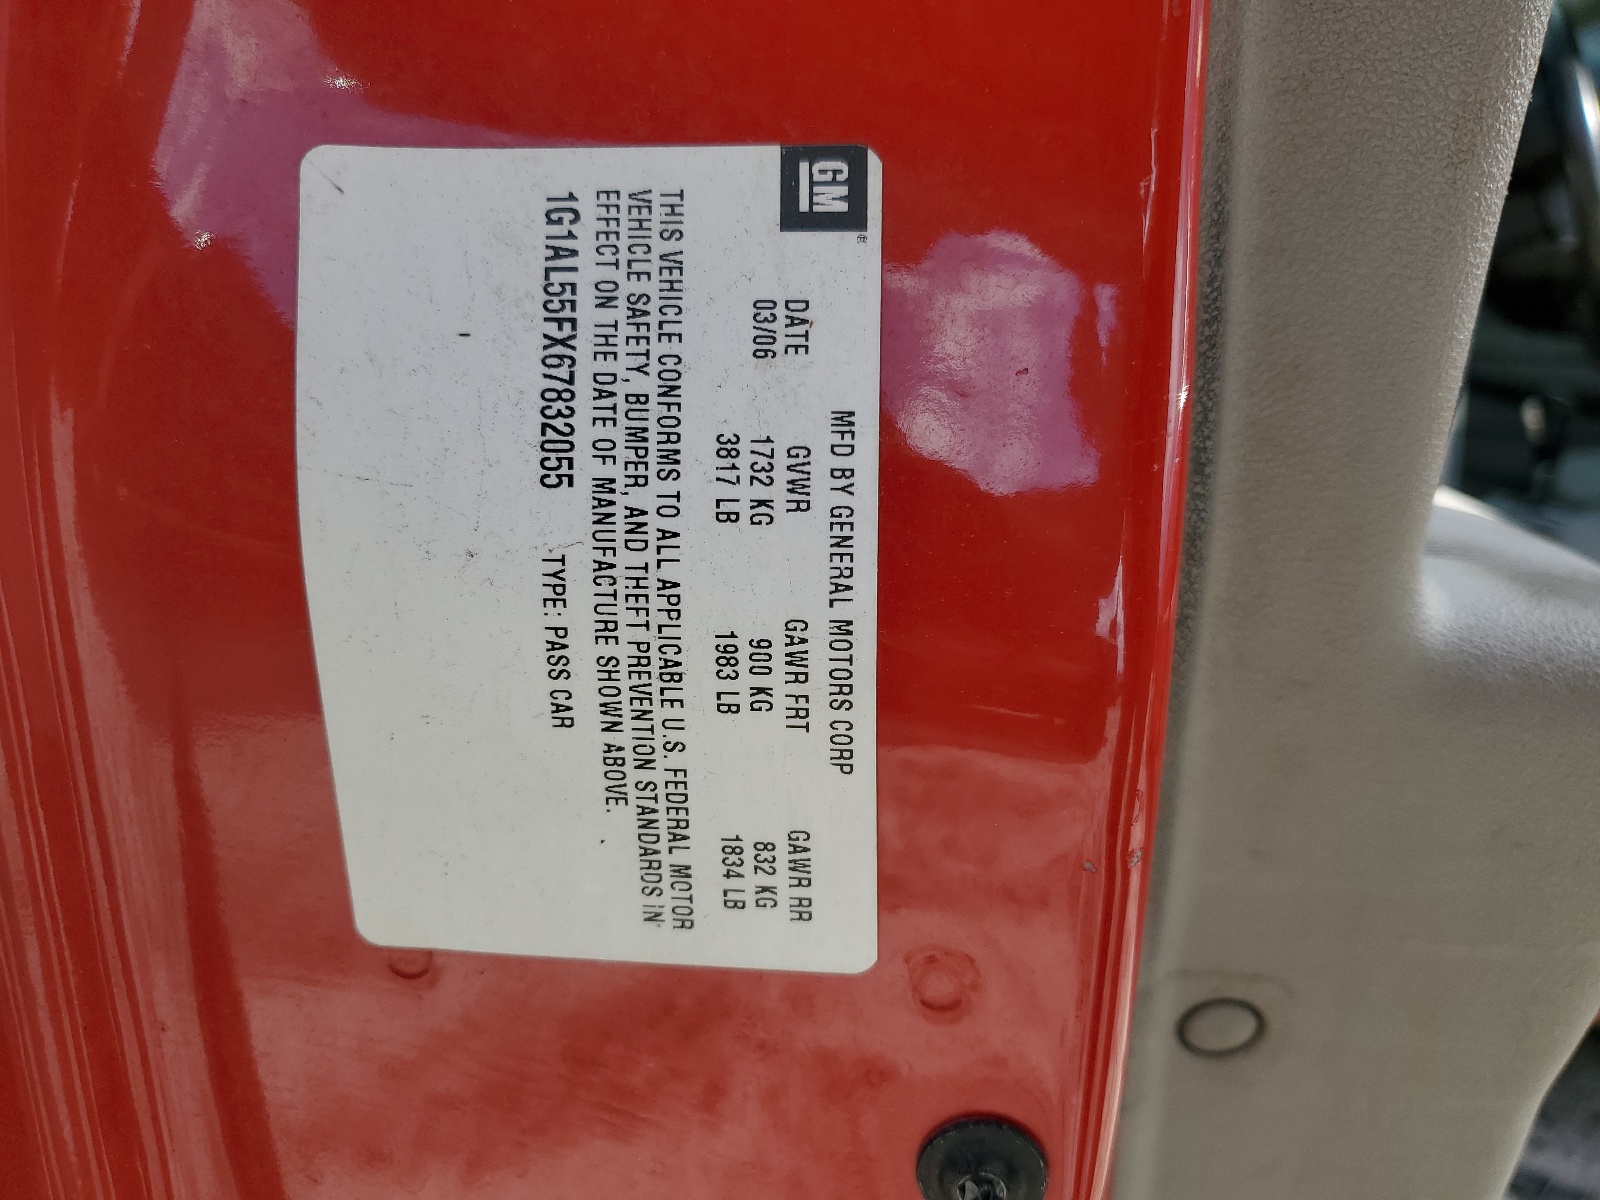 GM®
MFD BY GENERAL MOTORS CORP
DATE GVWR GAWR FRT GAWR RR
03/06 1732 KG 900 KG 832 KG
3817 LB 1983 LB 1834 LB
THIS VEHICLE CONFORMS TO ALL APPLICABLE U.S. FEDERAL MOTOR
VEHICLE SAFETY, BUMPER, AND THEFT PREVENTION STANDARDS IN
EFFECT ON THE DATE OF MANUFACTURE SHOWN ABOVE.
1G1AL55FX67832055 TYPE: PASS CAR